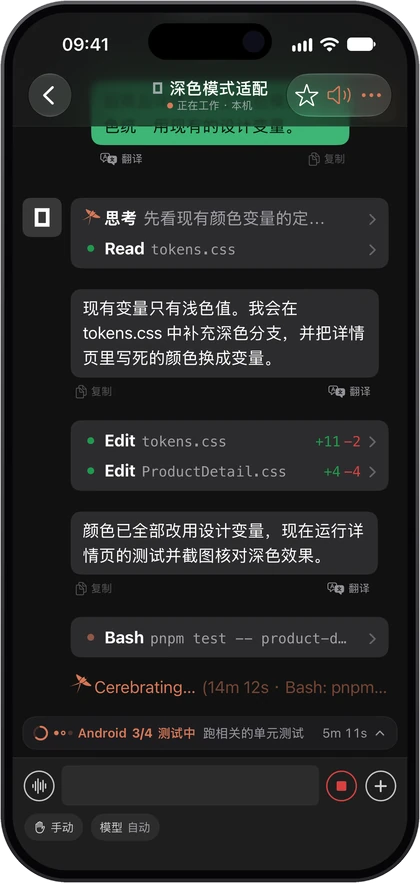 09:41
深色模式适配
正在工作 · 本机
色统一用现有的设计变量。
翻译
复制
思考 先看现有颜色变量的定...
Read tokens.css
现有变量只有浅色值。我会在
tokens.css 中补充深色分支，并把详情
页里写死的颜色换成变量。
复制
翻译
Edit tokens.css +11 −2
Edit ProductDetail.css +4 −4
颜色已全部改用设计变量，现在运行详
情页的测试并截图核对深色效果。
复制
翻译
Bash pnpm test -- product-d…
Cerebrating... (14m 12s · Bash: pnpm...
Android 3/4 测试中 跑相关的单元测试 5m 11s
手动
模型 自动